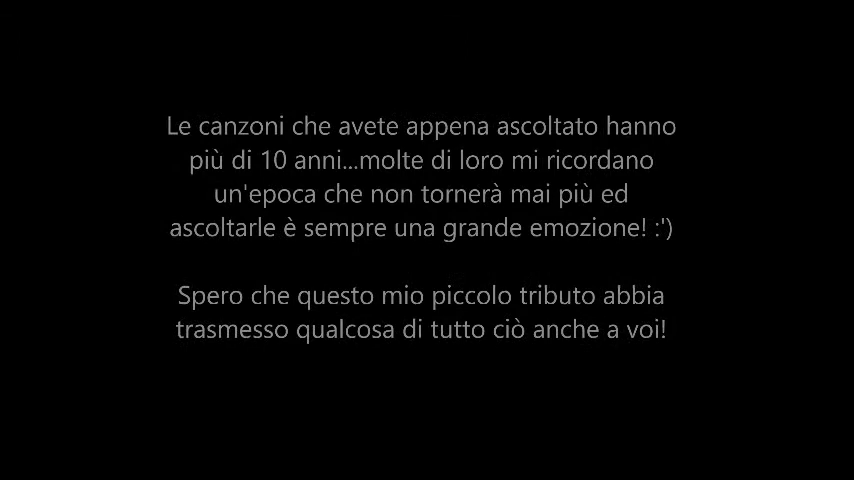 Le canzoni che avete appena ascoltato hanno
più di 10 anni...molte di loro mi ricordano
un'epoca che non tornerà mai più ed
ascoltarle è sempre una grande emozione! :')
Spero che questo mio piccolo tributo abbia
trasmesso qualcosa di tutto ciò anche a voi!